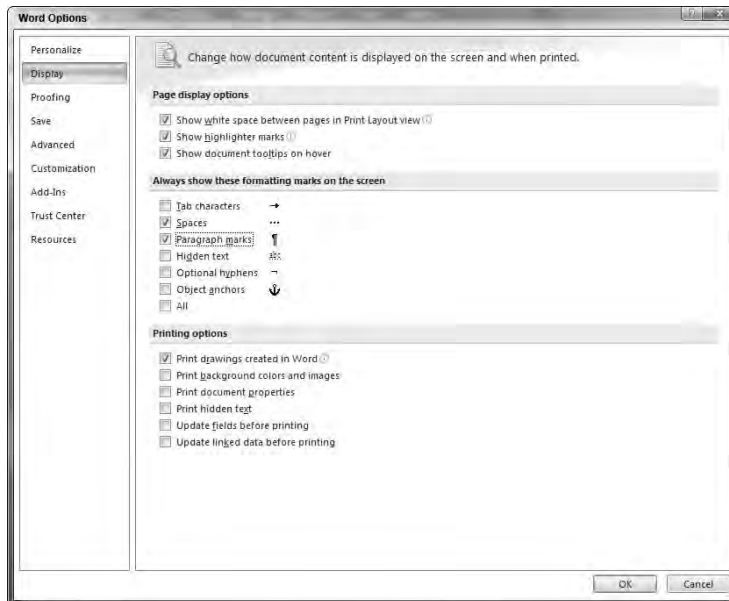 Word Options
Personalize
Display
Proofing
Save
Advanced
Customization
Add-Ins
Trust Center
Resources
Change how document content is displayed on the screen and when printed.
Page display options
Show white space between pages in Print Layout view
Show highlighter marks
Show document tooltips on hover
Always show these formatting marks on the screen
Tab characters →
Spaces ···
Paragraph marks ¶
Hidden text abc
Optional hyphens ¬
Object anchors
All
Printing options
Print drawings created in Word
Print background colors and images
Print document properties
Print hidden text
Update fields before printing
Update linked data before printing
OK Cancel